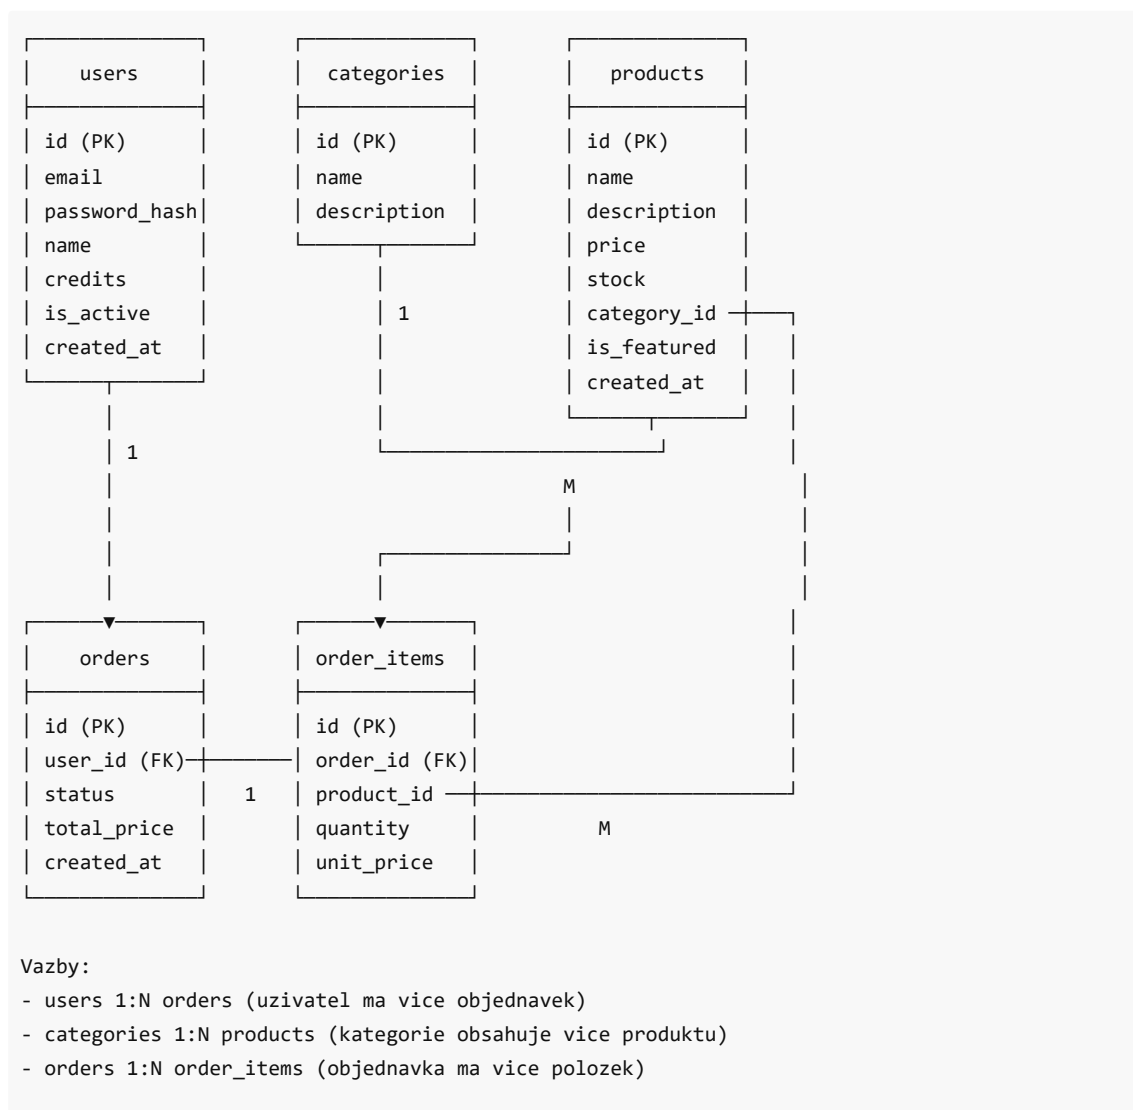 users categories products
id (PK) id (PK) id (PK)
email name name
password_hash description description
name price
credits stock
is_active 1 category_id
created_at is_featured
created_at
1
M
orders order_items
id (PK) id (PK)
user_id (FK) order_id (FK)
status 1 product_id
total_price quantity M
created_at unit_price
Vazby:
- users 1:N orders (uzivatel ma vice objednavek)
- categories 1:N products (kategorie obsahuje vice produktu)
- orders 1:N order_items (objednavka ma vice polozek)